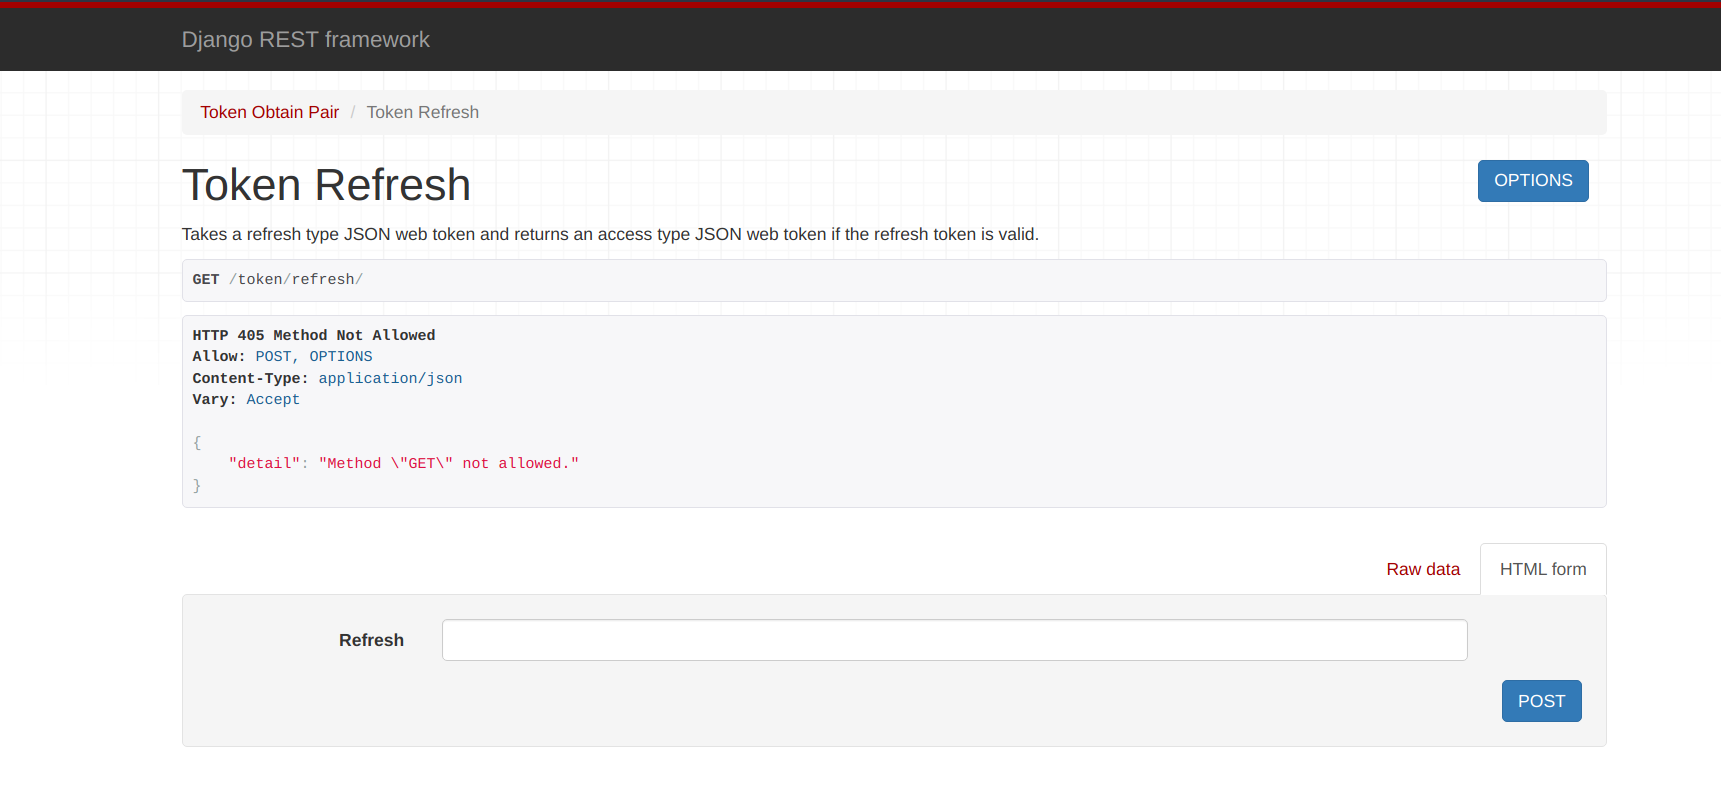 Django REST framework
Token Obtain Pair / Token Refresh
Token Refresh
OPTIONS
Takes a refresh type JSON web token and returns an access type JSON web token if the refresh token is valid.
GET /token/refresh/
HTTP 405 Method Not Allowed
Allow: POST, OPTIONS
Content-Type: application/json
Vary: Accept
{
    "detail": "Method \"GET\" not allowed."
}
Raw data HTML form
Refresh
POST